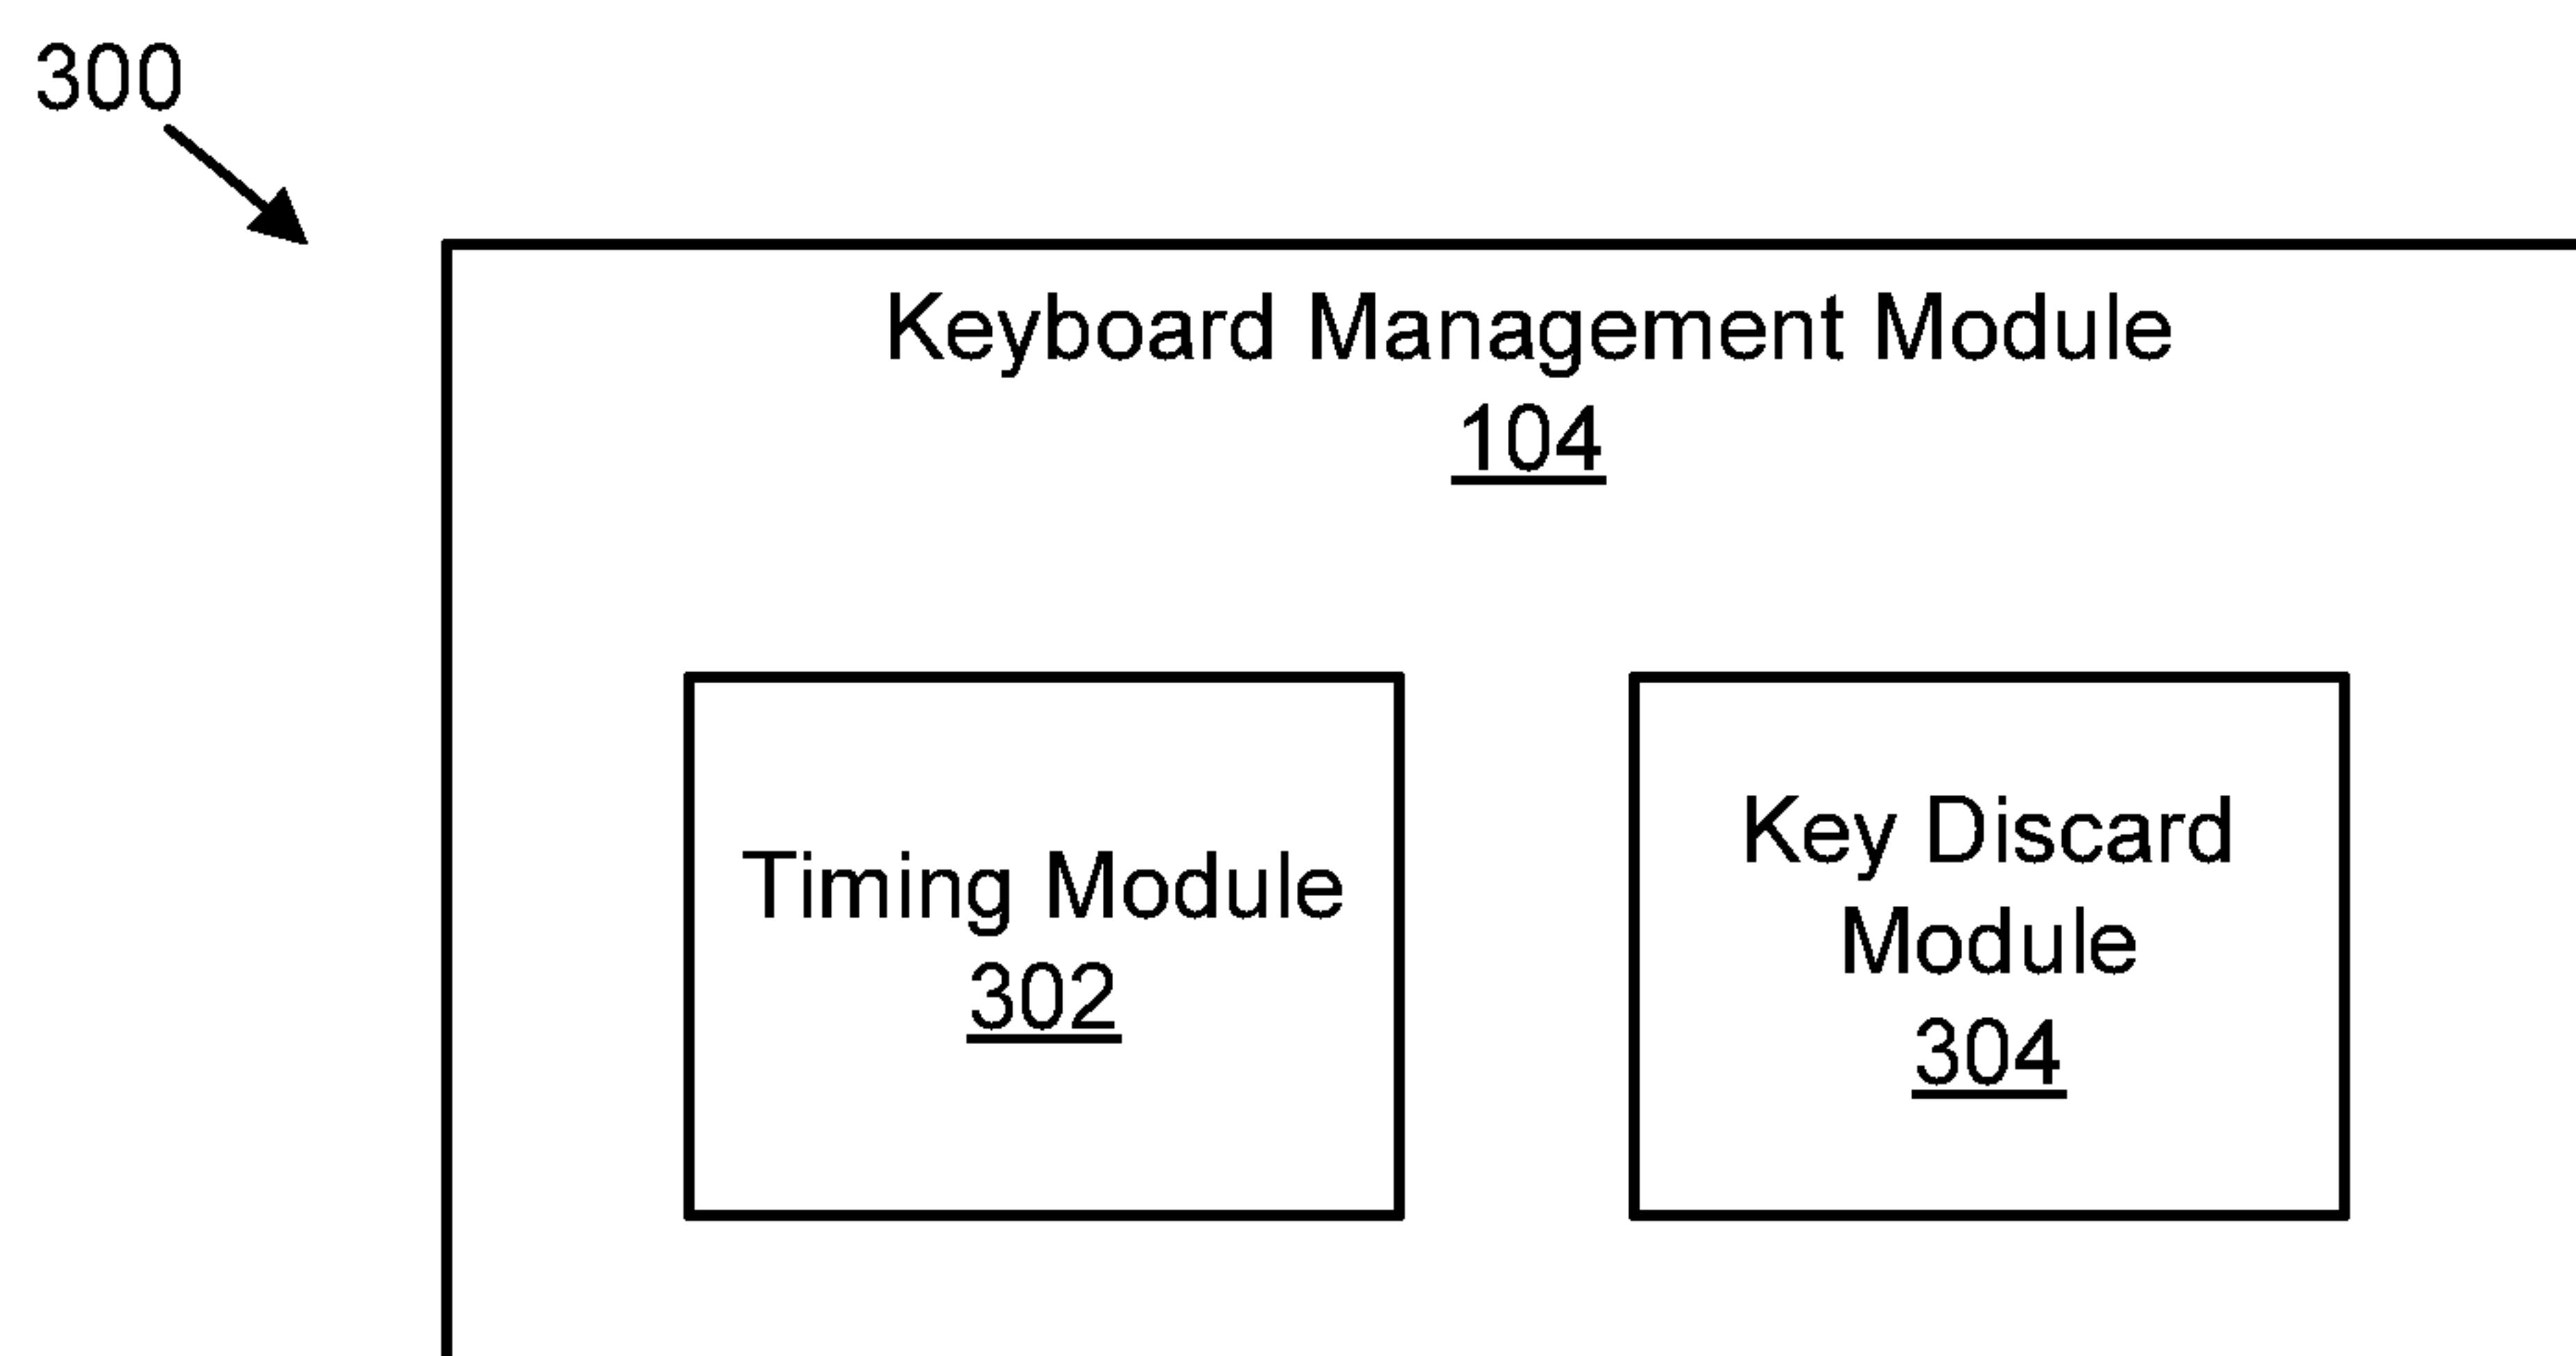 300
Keyboard Management Module
104
Timing Module
302
Key Discard
Module
304